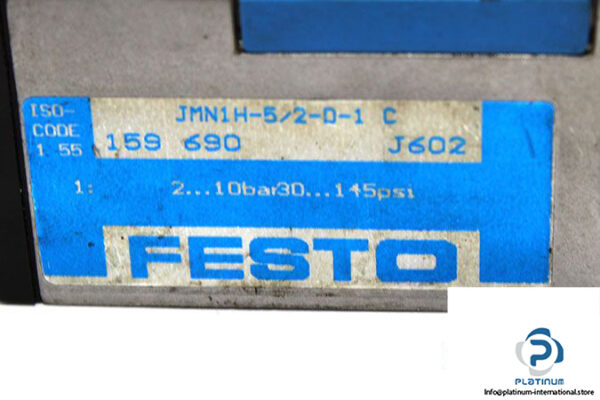 ISO-
CODE
1 55
JMN1H-5/2-D-1 C
159 690 J602
1: 2...10bar30...145psi
FESTO
PLATINUM
Info@platinum-international.store